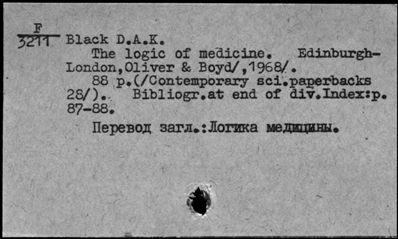 F
3211 Black D.A.K.
The logic of medicine. Edinburgh-
London,Oliver & Boyd/,1968/.
88 p.(/Contemporary sci.paperbacks
28/). Bibliogr.at end of div.Index:p.
87-88.
Перевод загл.:Логика медицины.